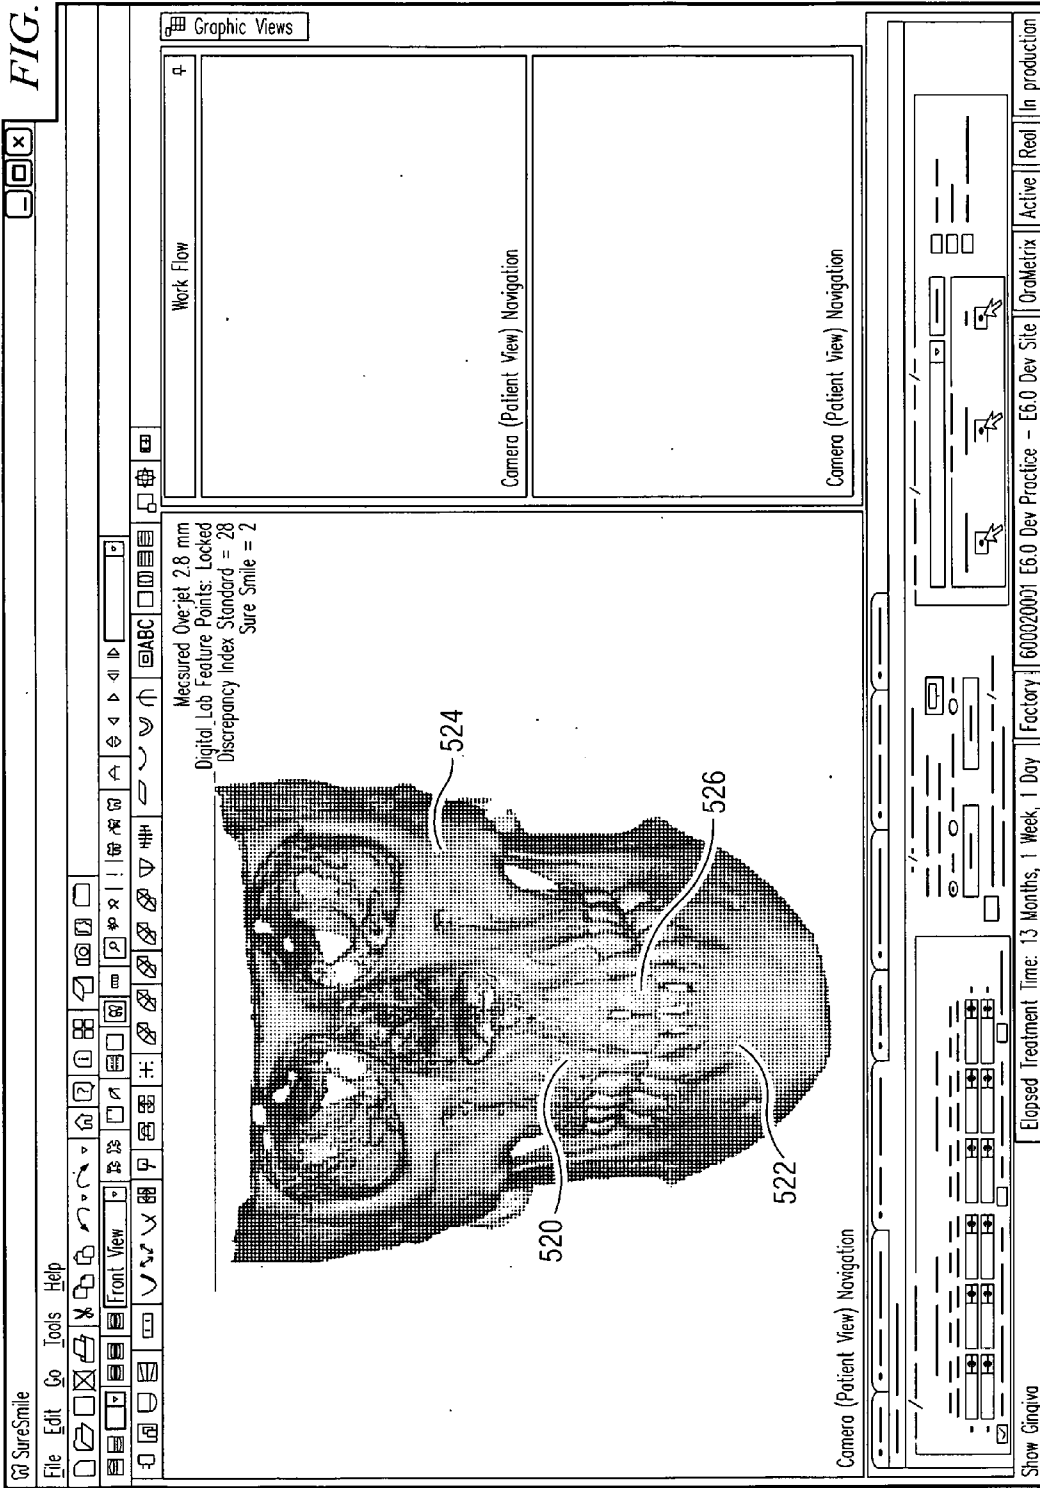 FIG.
SureSmile
File Edit Go Tools Help
Front View
ABC
Graphic Views
Measured Overjet 2.8 mm
Digital Lab Feature Points: Locked
Discrepancy Index Standard = 28
Sure Smile = 2
Work Flow
524
520
526
522
Camera (Patient View) Navigation
Camera (Patient View) Navigation
Camera (Patient View) Navigation
Show Gingiva
Elapsed Treatment Time: 13 Months, 1 Week, 1 Day
Factory
600020001 E6.0 Dev Practice – E6.0 Dev Site
OraMetrix
Active
Real
In production